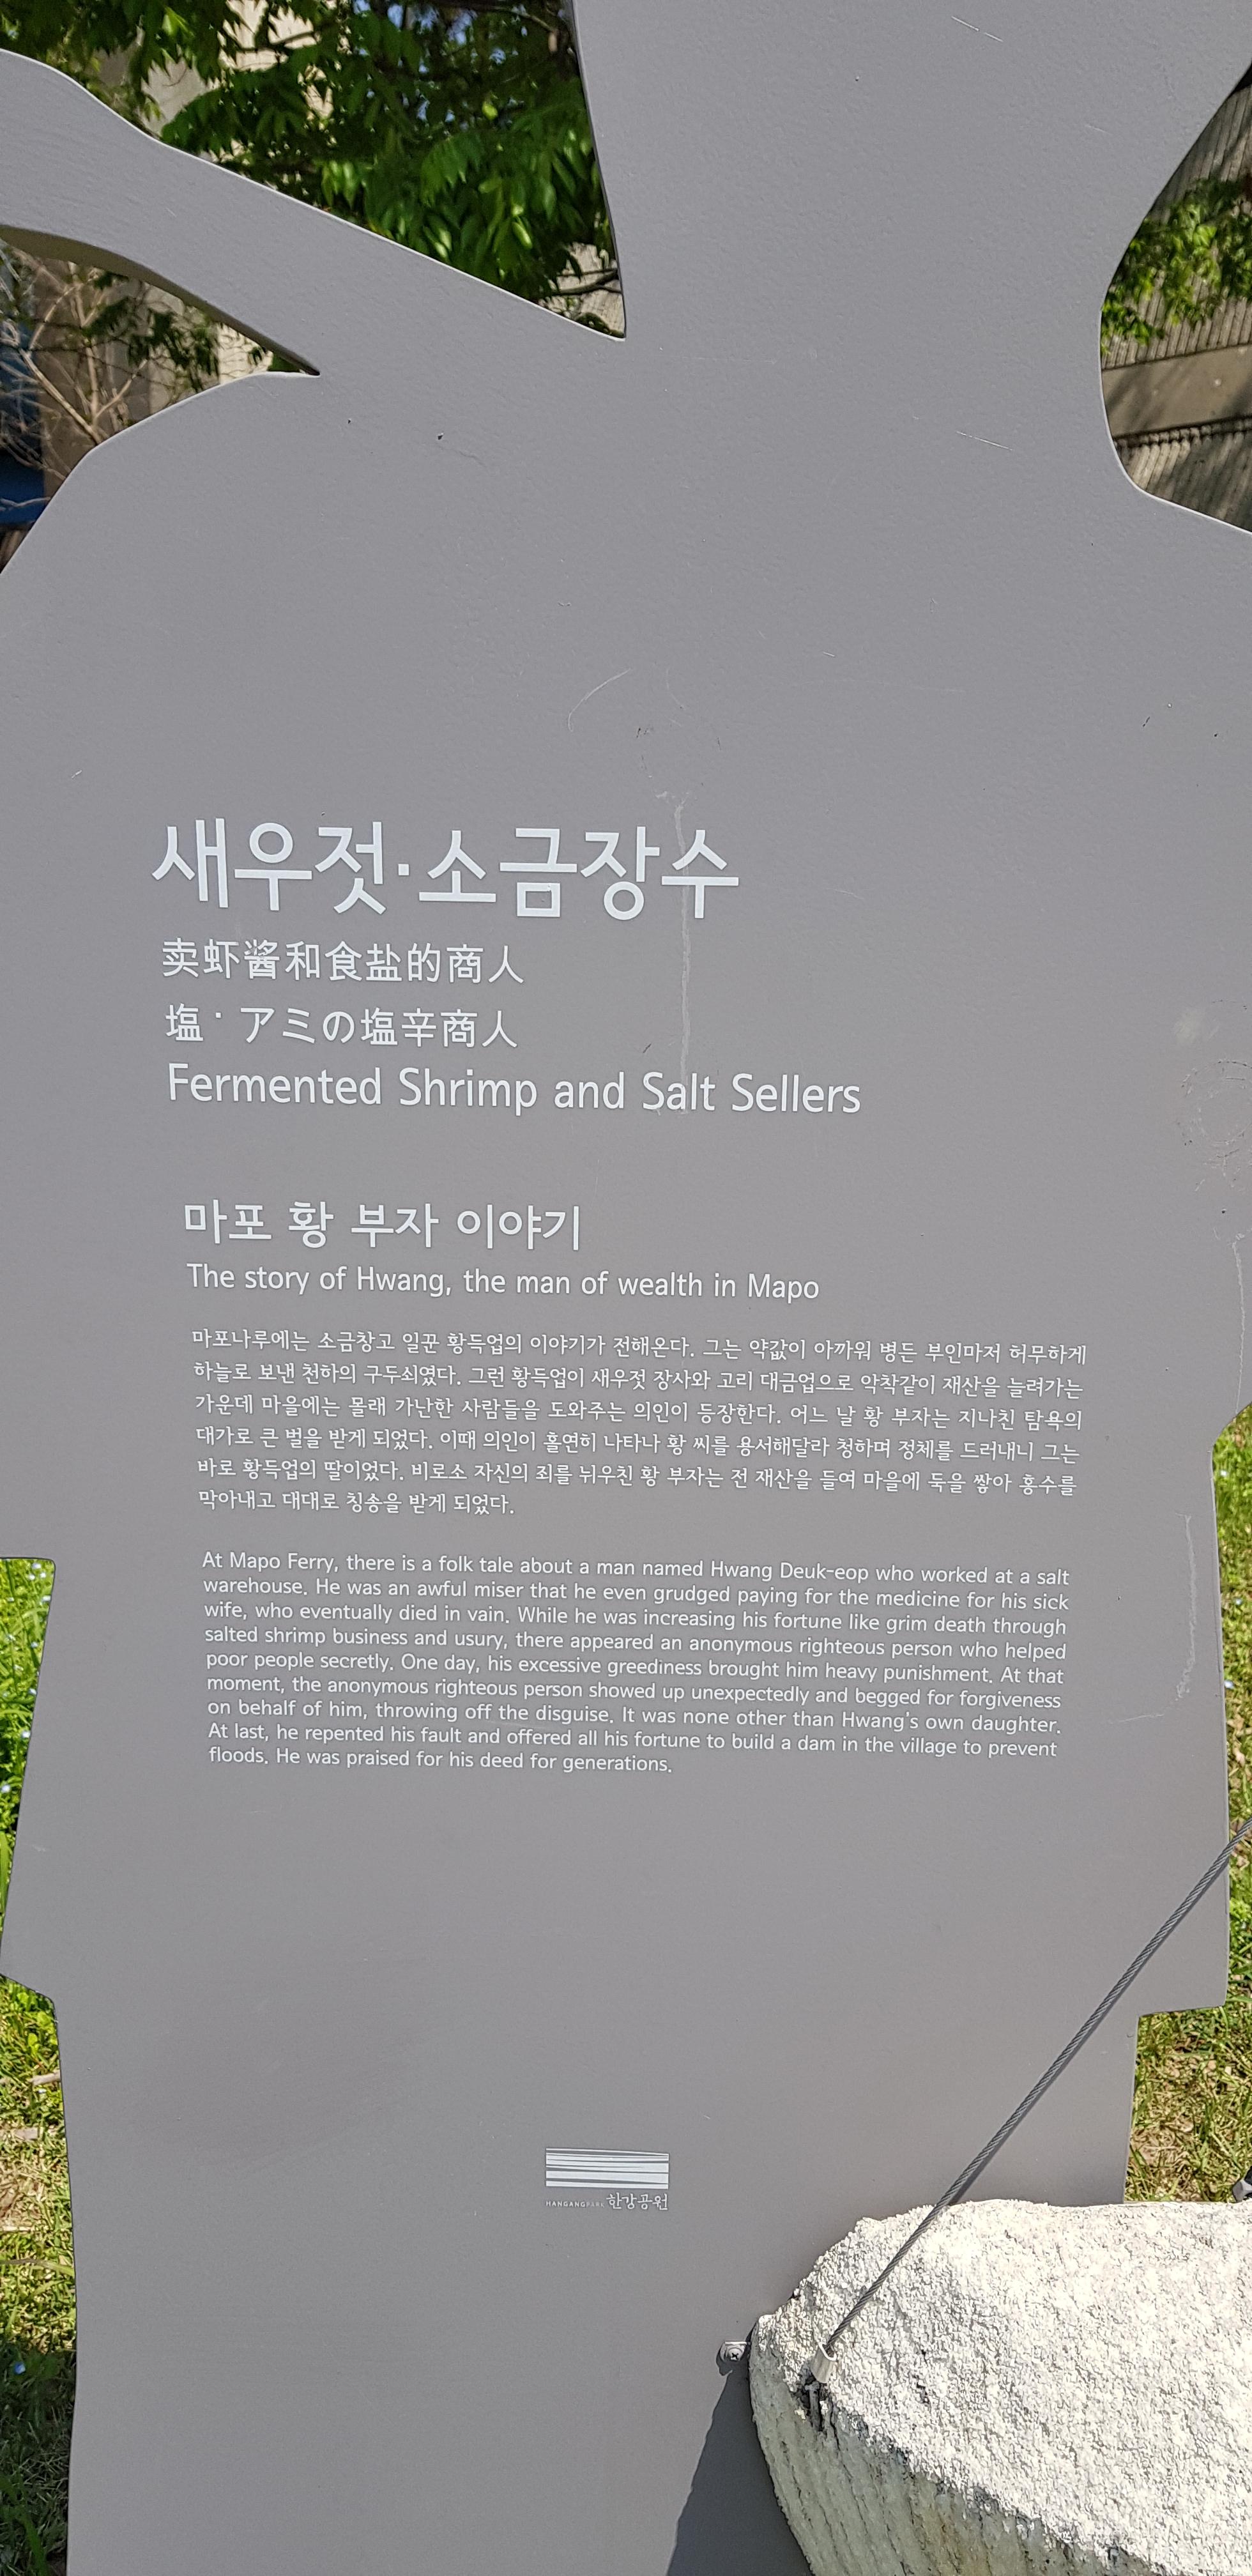 새우젓·소금장수
卖虾酱和食盐的商人
塩·アミの塩辛商人
Fermented Shrimp and Salt Sellers
마포 황 부자 이야기
The story of Hwang, the man of wealth in Mapo
마포나루에는 소금창고 일꾼 황득업의 이야기가 전해온다. 그는 약값이 아까워 병든 부인마저 허무하게
하늘로 보낸 천하의 구두쇠였다. 그런 황득업이 새우젓 장사와 고리 대금업으로 악착같이 재산을 늘려가는
가운데 마을에는 몰래 가난한 사람들을 도와주는 의인이 등장한다. 어느 날 황 부자는 지나친 탐욕의
대가로 큰 벌을 받게 되었다. 이때 의인이 홀연히 나타나 황 씨를 용서해달라 청하며 정체를 드러내니 그는
바로 황득업의 딸이었다. 비로소 자신의 죄를 뉘우친 황 부자는 전 재산을 들여 마을에 둑을 쌓아 홍수를
막아내고 대대로 칭송을 받게 되었다.
At Mapo Ferry, there is a folk tale about a man named Hwang Deuk-eop who worked at a salt
warehouse. He was an awful miser that he even grudged paying for the medicine for his sick
wife, who eventually died in vain. While he was increasing his fortune like grim death through
salted shrimp business and usury, there appeared an anonymous righteous person who helped
poor people secretly. One day, his excessive greediness brought him heavy punishment. At that
moment, the anonymous righteous person showed up unexpectedly and begged for forgiveness
on behalf of him, throwing off the disguise. It was none other than Hwang's own daughter.
At last, he repented his fault and offered all his fortune to build a dam in the village to prevent
floods. He was praised for his deed for generations.
HANGANGPARK 한강공원